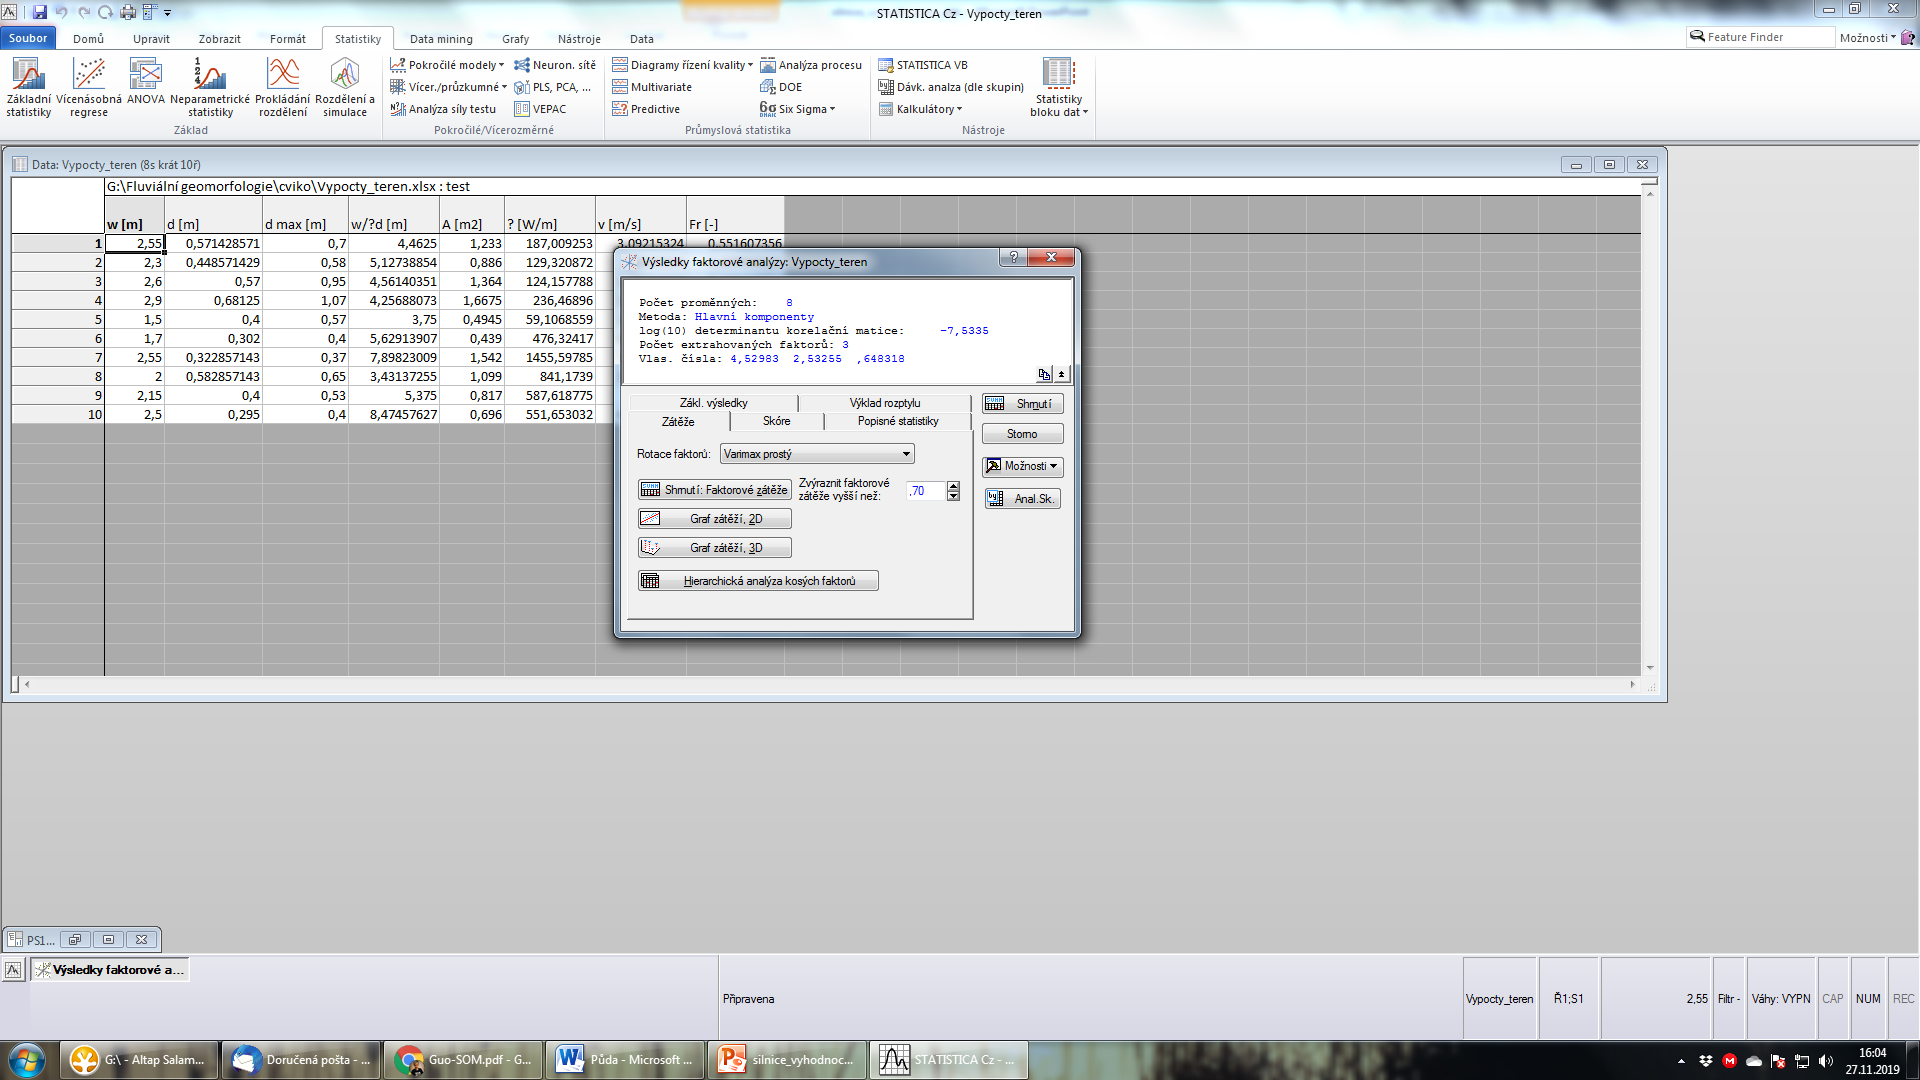 STATISTICA Cz - Vypocty_teren
Soubor Domů Upravit Zobrazit Formát Statistiky Data mining Grafy Nástroje Data Feature Finder Možnosti
Základní statistiky
Vícenásobná regrese
ANOVA
Neparametrické statistiky
Prokládání rozdělení
Rozdělení a simulace
Základ
Pokročilé modely Neuron. sítě
Vícer./průzkumné PLS, PCA, ...
Analýza síly testu VEPAC
Pokročilé/Vícerozměrné
Diagramy řízení kvality Analýza procesu
Multivariate DOE
Predictive Six Sigma
Průmyslová statistika
STATISTICA VB
Dávk. analza (dle skupin)
Kalkulátory
Statistiky bloku dat
Nástroje
Data: Vypocty_teren (8s krát 10ř)
G:\Fluviální geomorfologie\cviko\Vypocty_teren.xlsx : test
w [m] d [m] d max [m] w/?d [m] A [m2] ? [W/m] v [m/s] Fr [-]
1 2,55 0,571428571 0,7 4,4625 1,233 187,009253 3,09215324 0,551607356
2 2,3 0,448571429 0,58 5,12738854 0,886 129,320872
3 2,6 0,57 0,95 4,56140351 1,364 124,157788
4 2,9 0,68125 1,07 4,25688073 1,6675 236,46896
5 1,5 0,4 0,57 3,75 0,4945 59,1068559
6 1,7 0,302 0,4 5,62913907 0,439 476,32417
7 2,55 0,322857143 0,37 7,89823009 1,542 1455,59785
8 2 0,582857143 0,65 3,43137255 1,099 841,1739
9 2,15 0,4 0,53 5,375 0,817 587,618775
10 2,5 0,295 0,4 8,47457627 0,696 551,653032
Výsledky faktorové analýzy: Vypocty_teren
Počet proměnných: 8
Metoda: Hlavní komponenty
log(10) determinantu korelační matice: -7,5335
Počet extrahovaných faktorů: 3
Vlas. čísla: 4,52983 2,53255 ,648318
Zákl. výsledky Výklad rozptylu
Zátěže Skóre Popisné statistiky
Rotace faktorů: Varimax prostý
Shrnutí: Faktorové zátěže
Zvýraznit faktorové zátěže vyšší než: ,70
Graf zátěží, 2D
Graf zátěží, 3D
Hierarchická analýza kosých faktorů
Shrnutí
Storno
Možnosti
Anal.Sk.
PS1...
Výsledky faktorové a...
Připravena
Vypocty_teren Ř1;S1 2,55 Filtr - Váhy: VYPN CAP NUM REC
G:\ - Altap Salam... Doručená pošta - ... Guo-SOM.pdf - G... Půda - Microsoft ... silnice_vyhodnoc... STATISTICA Cz - ...
16:04
27.11.2019